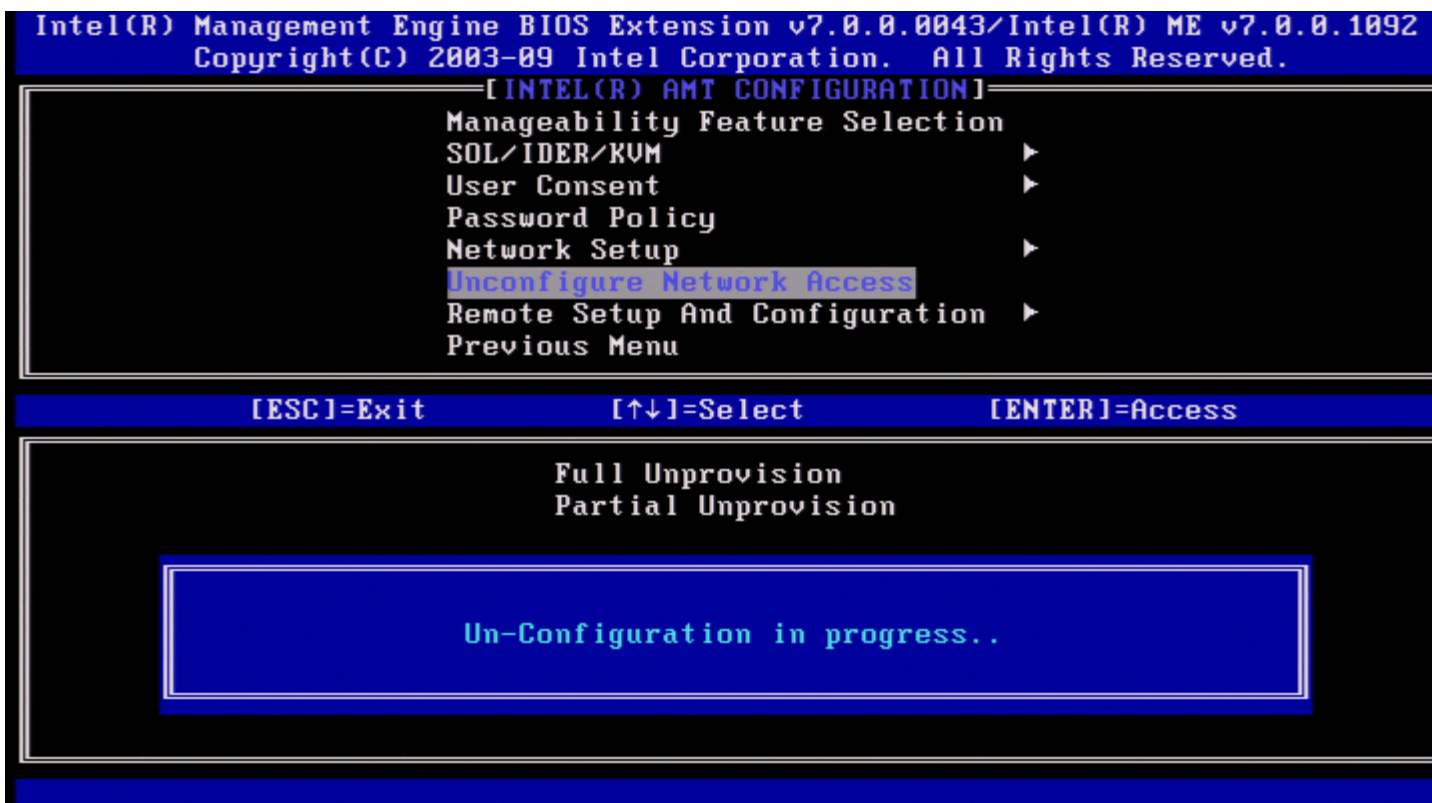 Intel(R) Management Engine BIOS Extension v7.0.0.0043/Intel(R) ME v7.0.0.1092
Copyright(C) 2003-09 Intel Corporation. All Rights Reserved.
[INTEL(R) AMT CONFIGURATION]
Manageability Feature Selection
SOL/IDER/KVM ►
User Consent ►
Password Policy
Network Setup ►
Unconfigure Network Access
Remote Setup And Configuration ►
Previous Menu
[ESC]=Exit [↑↓]=Select [ENTER]=Access
Full Unprovision
Partial Unprovision
Un-Configuration in progress..